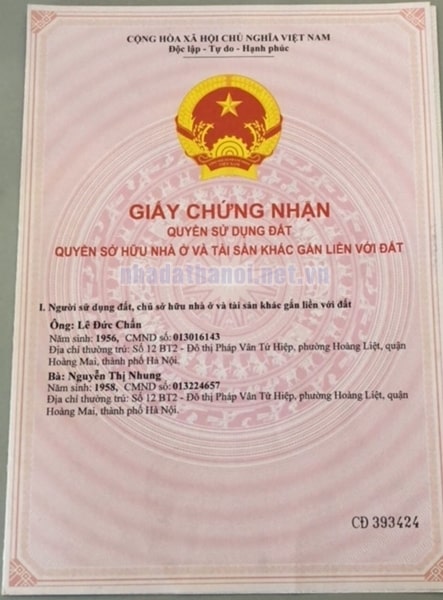 CỘNG HÒA XÃ HỘI CHỦ NGHĨA VIỆT NAM
Độc lập - Tự do - Hạnh phúc
GIẤY CHỨNG NHẬN
QUYỀN SỬ DỤNG ĐẤT
QUYỀN SỞ HỮU NHÀ Ở VÀ TÀI SẢN KHÁC GẮN LIỀN VỚI ĐẤT
nhadathanoi.net.vn
I. Người sử dụng đất, chủ sở hữu nhà ở và tài sản khác gắn liền với đất
Ông: Lê Đức Chấn
Năm sinh: 1956, CMND số: 013016143
Địa chỉ thường trú: Số 12 BT2 - Đô thị Pháp Vân Tứ Hiệp, phường Hoàng Liệt, quận
Hoàng Mai, thành phố Hà Nội.
Bà: Nguyễn Thị Nhung
Năm sinh: 1958, CMND số: 013224657
Địa chỉ thường trú: Số 12 BT2 - Đô thị Pháp Vân Tứ Hiệp, phường Hoàng Liệt, quận
Hoàng Mai, thành phố Hà Nội.
CĐ 393424